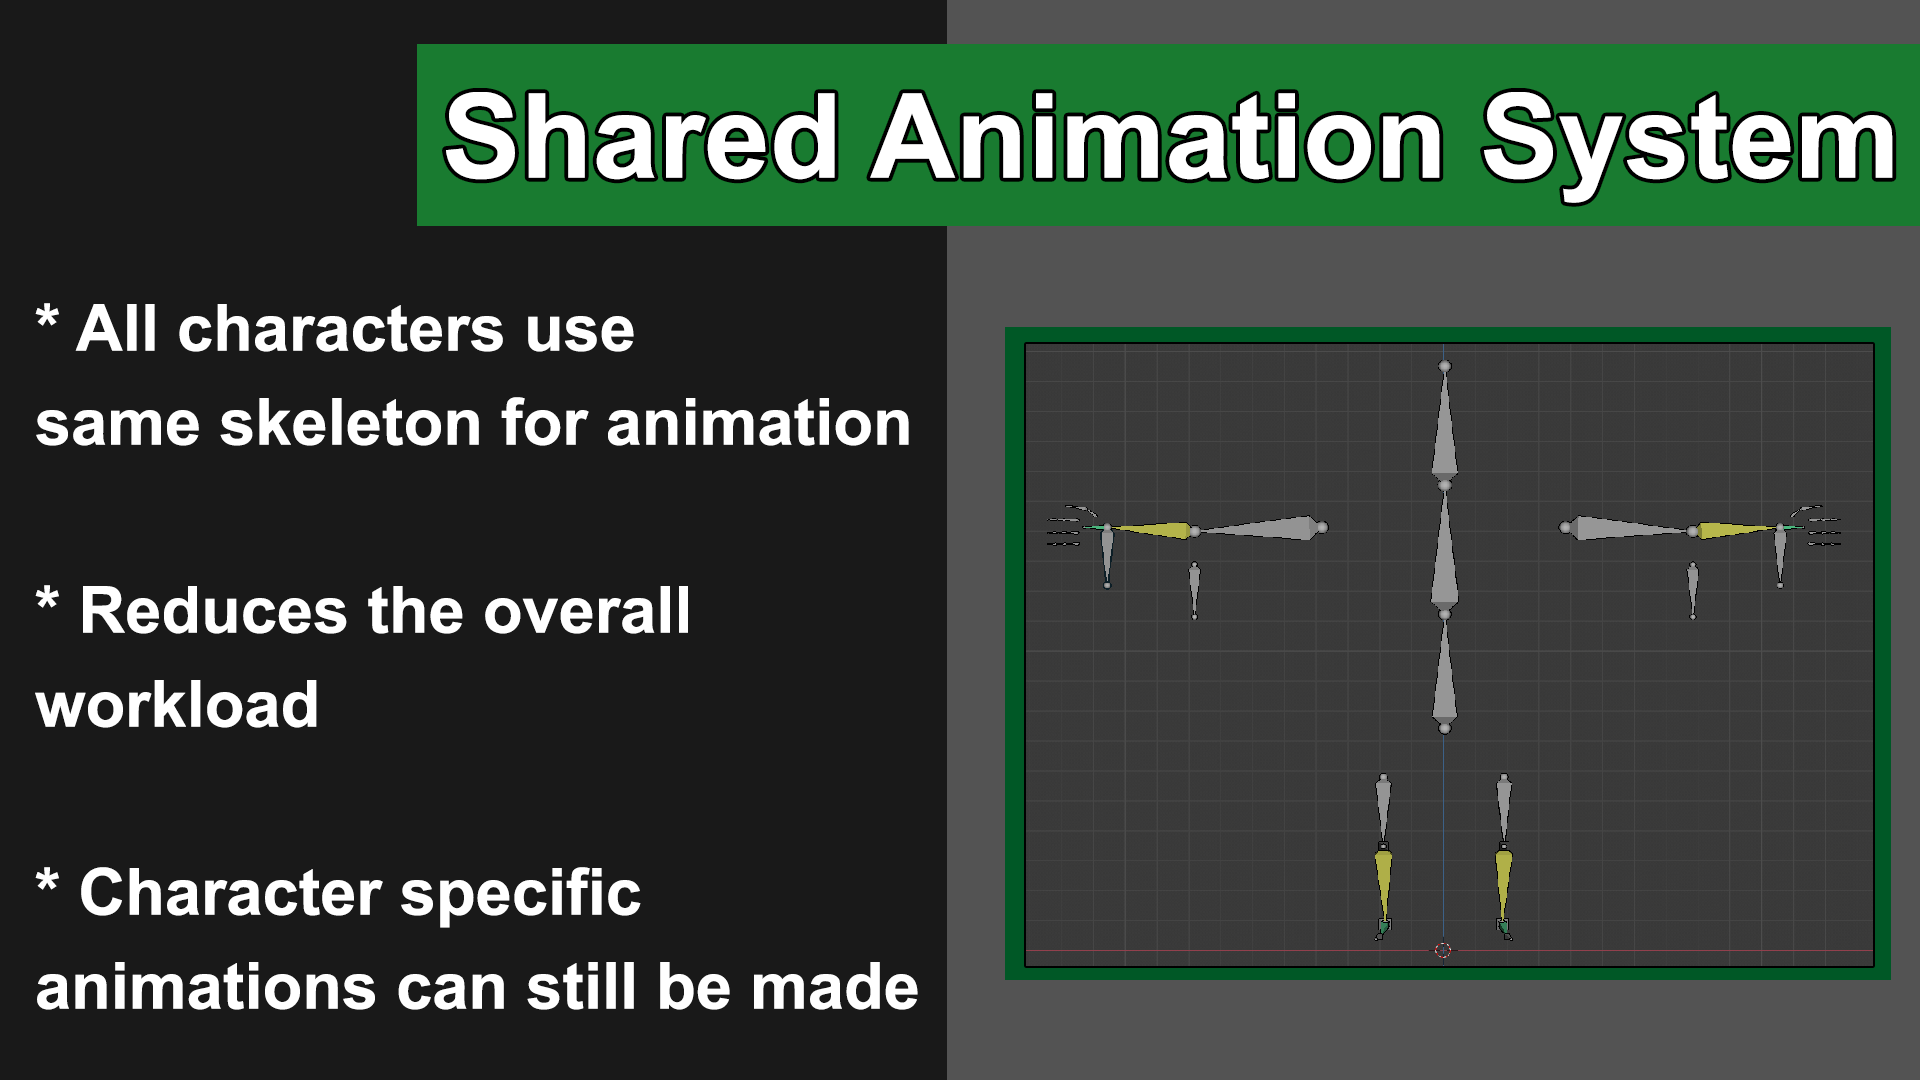 Shared Animation System
* All characters use
same skeleton for animation
* Reduces the overall
workload
* Character specific
animations can still be made